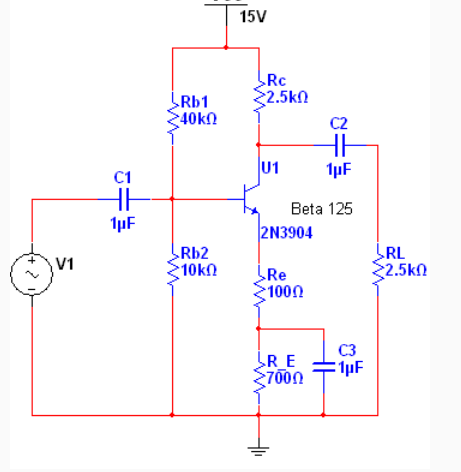 15V
Rc
2.5kΩ
Rb1
40kΩ
C2
1µF
C1
1µF
U1
Beta 125
2N3904
V1
Rb2
10kΩ
Re
100Ω
RL
2.5kΩ
R_E
700Ω
C3
1µF